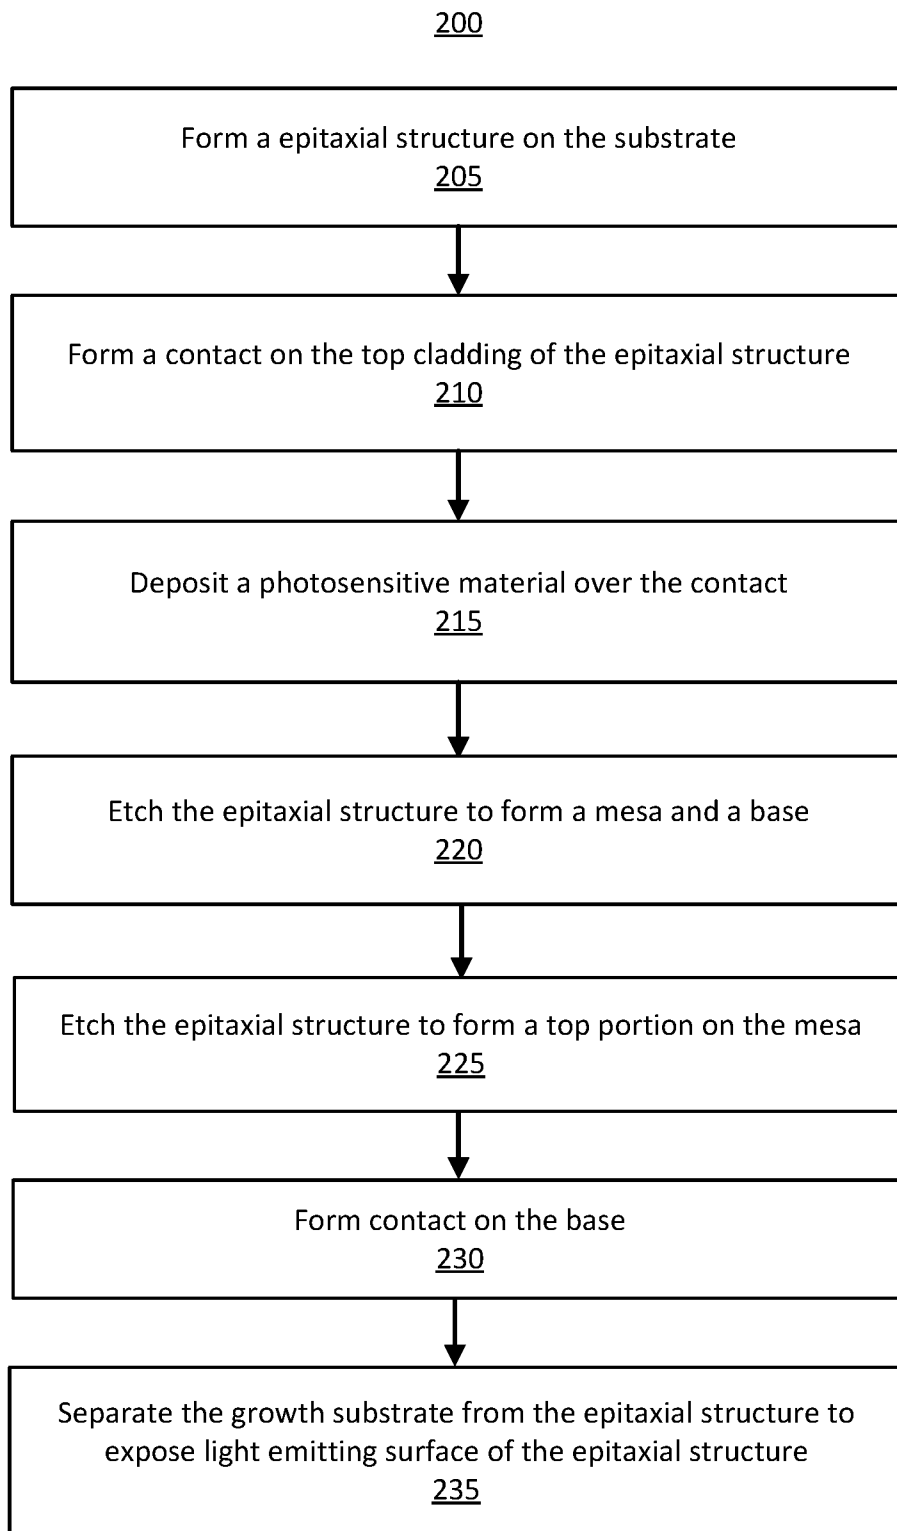 200
Form a epitaxial structure on the substrate
205
Form a contact on the top cladding of the epitaxial structure
210
Deposit a photosensitive material over the contact
215
Etch the epitaxial structure to form a mesa and a base
220
Etch the epitaxial structure to form a top portion on the mesa
225
Form contact on the base
230
Separate the growth substrate from the epitaxial structure to
expose light emitting surface of the epitaxial structure
235